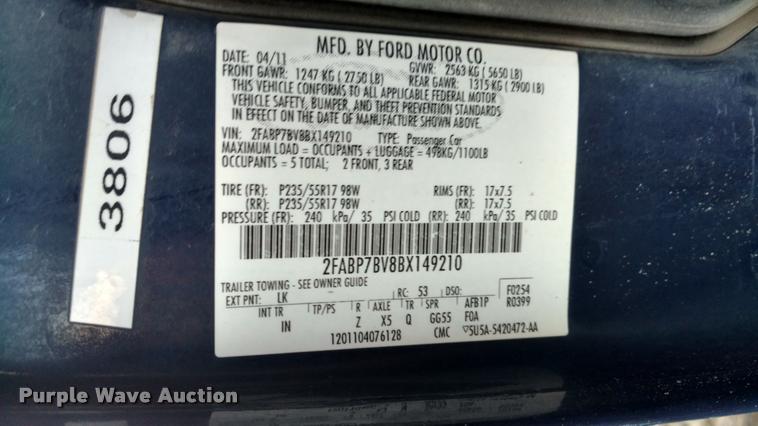 3806
MFD. BY FORD MOTOR CO.
DATE: 04/11 GVWR: 2563 KG ( 5650 LB)
FRONT GAWR: 1247 KG ( 2750 LB) REAR GAWR: 1315 KG ( 2900 LB)
THIS VEHICLE CONFORMS TO ALL APPLICABLE FEDERAL MOTOR
VEHICLE SAFETY, BUMPER, AND THEFT PREVENTION STANDARDS
IN EFFECT ON THE DATE OF MANUFACTURE SHOWN ABOVE.
VIN: 2FABP7BV8BX149210 TYPE: Passenger Car
MAXIMUM LOAD = OCCUPANTS + LUGGAGE = 498KG/1100LB
OCCUPANTS = 5 TOTAL; 2 FRONT, 3 REAR
TIRE (FR): P235/55R17 98W RIMS (FR): 17x7.5
(RR): P235/55R17 98W (RR): 17x7.5
PRESSURE (FR): 240 kPa/ 35 PSI COLD (RR): 240 kPa/ 35 PSI COLD
2FABP7BV8BX149210
TRAILER TOWING - SEE OWNER GUIDE
EXT PNT: LK RC: 53 DSO: F0254
INT TR TP/PS R AXLE TR SPR AFB1P R0399
IN Z X5 Q GG55 F0A
1201104076128 CMC 5U5A-5420472-AA
Purple Wave Auction